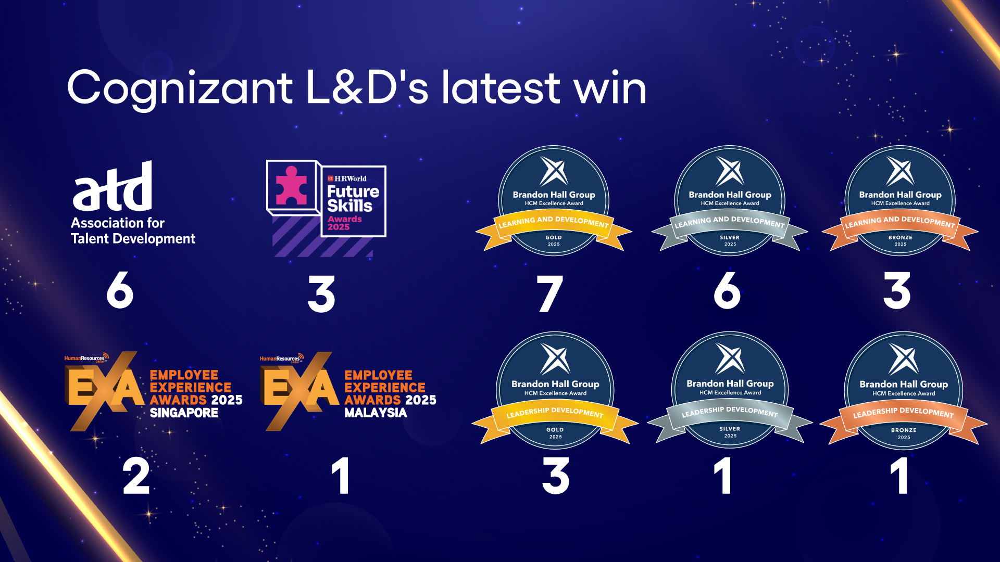 Cognizant L&D's latest win
atd
Association for
Talent Development
6
ET HRWorld
Future
Skills
Awards
2025
3
Brandon Hall Group
HCM Excellence Award
LEARNING AND DEVELOPMENT
GOLD
2025
7
Brandon Hall Group
HCM Excellence Award
LEARNING AND DEVELOPMENT
SILVER
2025
6
Brandon Hall Group
HCM Excellence Award
LEARNING AND DEVELOPMENT
BRONZE
2025
3
HumanResources
Online
EXA
EMPLOYEE
EXPERIENCE
AWARDS 2025
SINGAPORE
2
HumanResources
Online
EXA
EMPLOYEE
EXPERIENCE
AWARDS 2025
MALAYSIA
1
Brandon Hall Group
HCM Excellence Award
LEADERSHIP DEVELOPMENT
GOLD
2025
3
Brandon Hall Group
HCM Excellence Award
LEADERSHIP DEVELOPMENT
SILVER
2025
1
Brandon Hall Group
HCM Excellence Award
LEADERSHIP DEVELOPMENT
BRONZE
2025
1